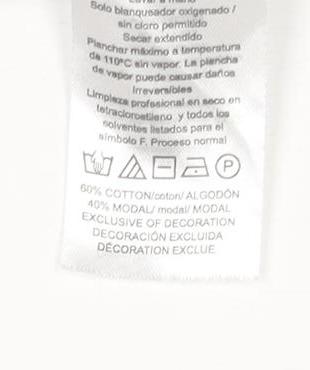 Solo blanqueador oxigenado /
sin cloro permitido
Secar extendido
Planchar máximo a temperatura
de 110ºC sin vapor. La plancha
de vapor puede causar daños
Irreversibles
Limpieza profesional en seco en
tetracloroetileno y todos los
solventes listados para el
símbolo F. Proceso normal
P
60% COTTON/coton/ ALGODÓN
40% MODAL/ modal/ MODAL
EXCLUSIVE OF DECORATION
DECORACIÓN EXCLUIDA
DÉCORATION EXCLUE